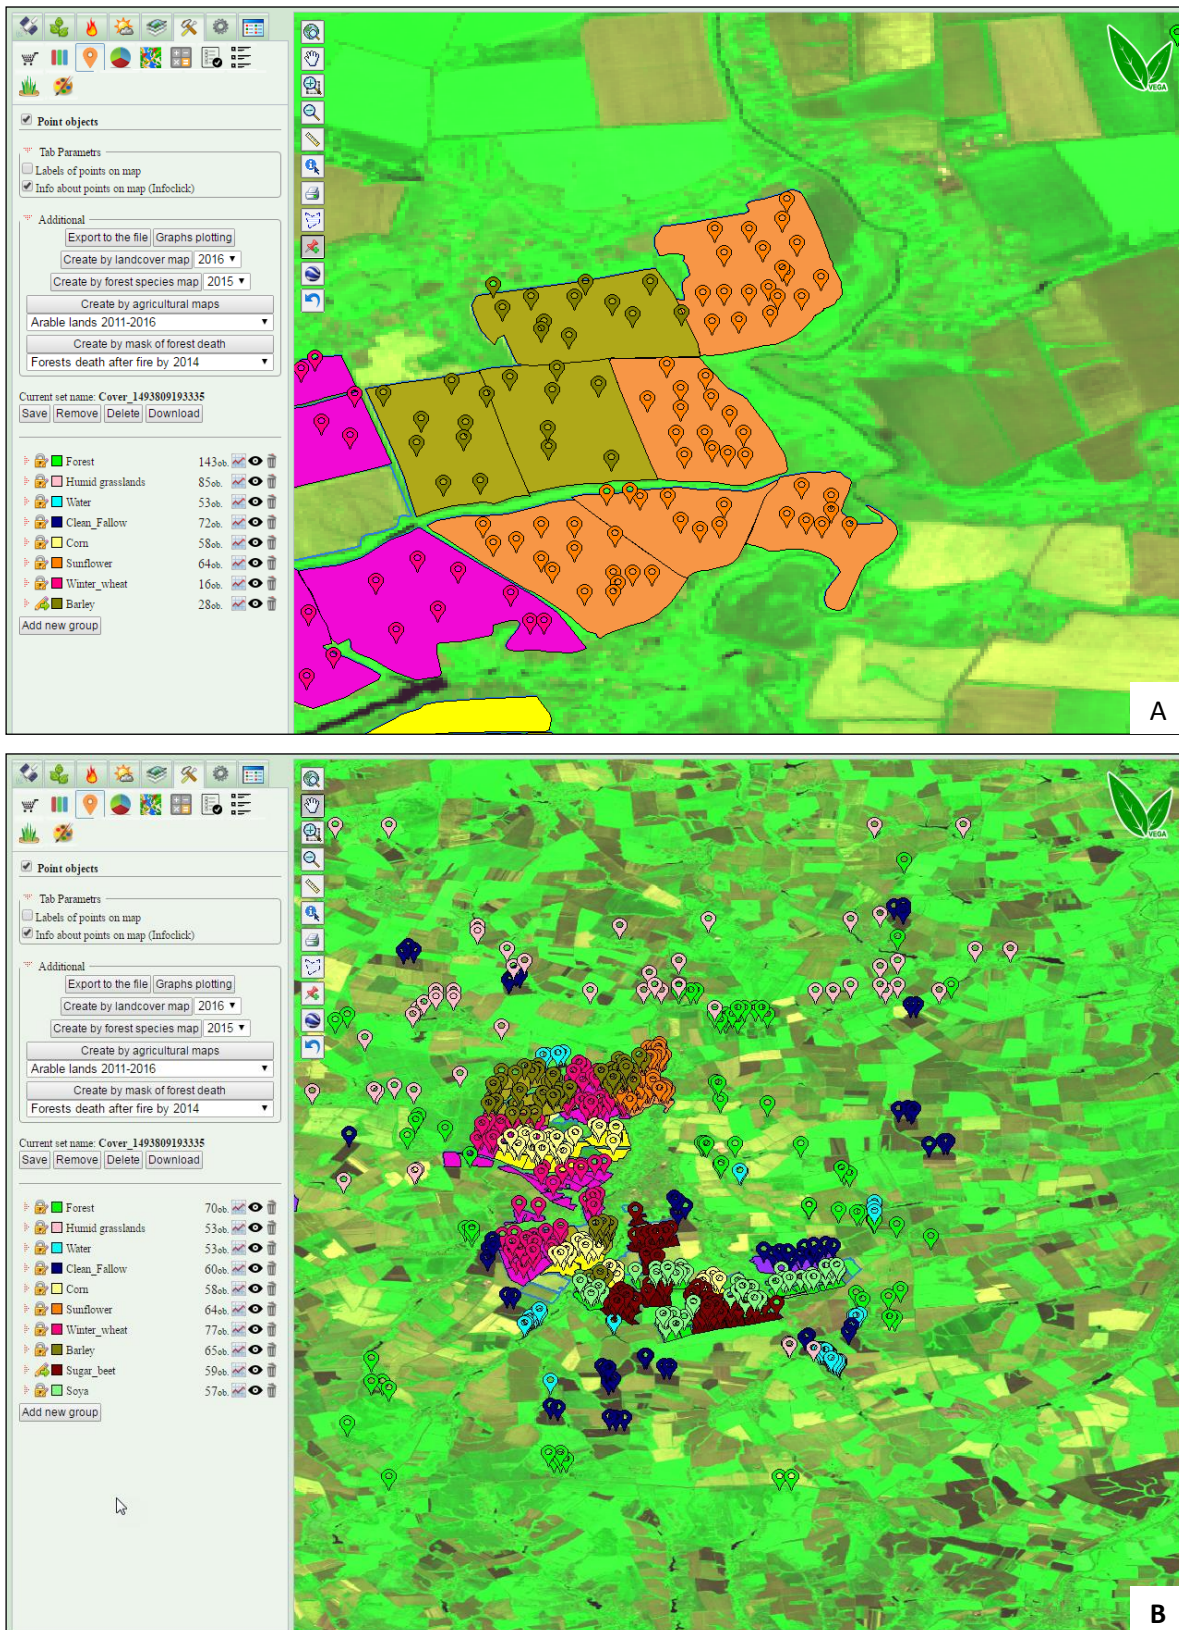 VEGA
Point objects
Tab Parametrs
Labels of points on map
Info about points on map (Infoclick)
Additional
Export to the file Graphs plotting
Create by landcover map 2016
Create by forest species map 2015
Create by agricultural maps
Arable lands 2011-2016
Create by mask of forest death
Forests death after fire by 2014
Current set name: Cover_1493809193335
Save Remove Delete Download
Forest 143ob.
Humid grasslands 85ob.
Water 53ob.
Clean_Fallow 72ob.
Corn 58ob.
Sunflower 64ob.
Winter_wheat 16ob.
Barley 28ob.
Add new group
A
VEGA
Point objects
Tab Parametrs
Labels of points on map
Info about points on map (Infoclick)
Additional
Export to the file Graphs plotting
Create by landcover map 2016
Create by forest species map 2015
Create by agricultural maps
Arable lands 2011-2016
Create by mask of forest death
Forests death after fire by 2014
Current set name: Cover_1493809193335
Save Remove Delete Download
Forest 70ob.
Humid grasslands 53ob.
Water 53ob.
Clean_Fallow 60ob.
Corn 58ob.
Sunflower 64ob.
Winter_wheat 77ob.
Barley 65ob.
Sugar_beet 59ob.
Soya 57ob.
Add new group
B